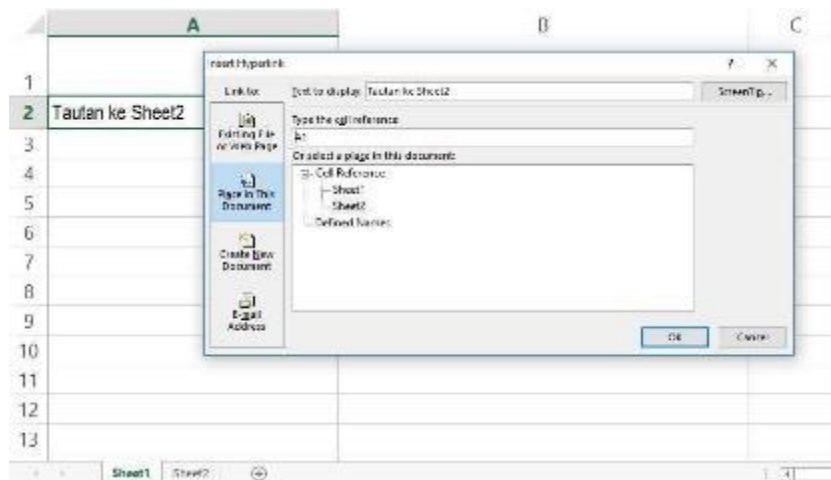 A B C
Insert Hyperlink ? ×
Link to: Text to display: Tautan ke Sheet2 ScreenTip...
1
2 Tautan ke Sheet2
Existing File
or Web Page
Type the cell reference:
A1
Or select a place in this document:
Cell Reference
Sheet1
Sheet2
Defined Names
Place in This
Document
Create New
Document
E-mail
Address
3
4
5
6
7
8
9
10
11
12
13
OK Cancel
Sheet1 Sheet2